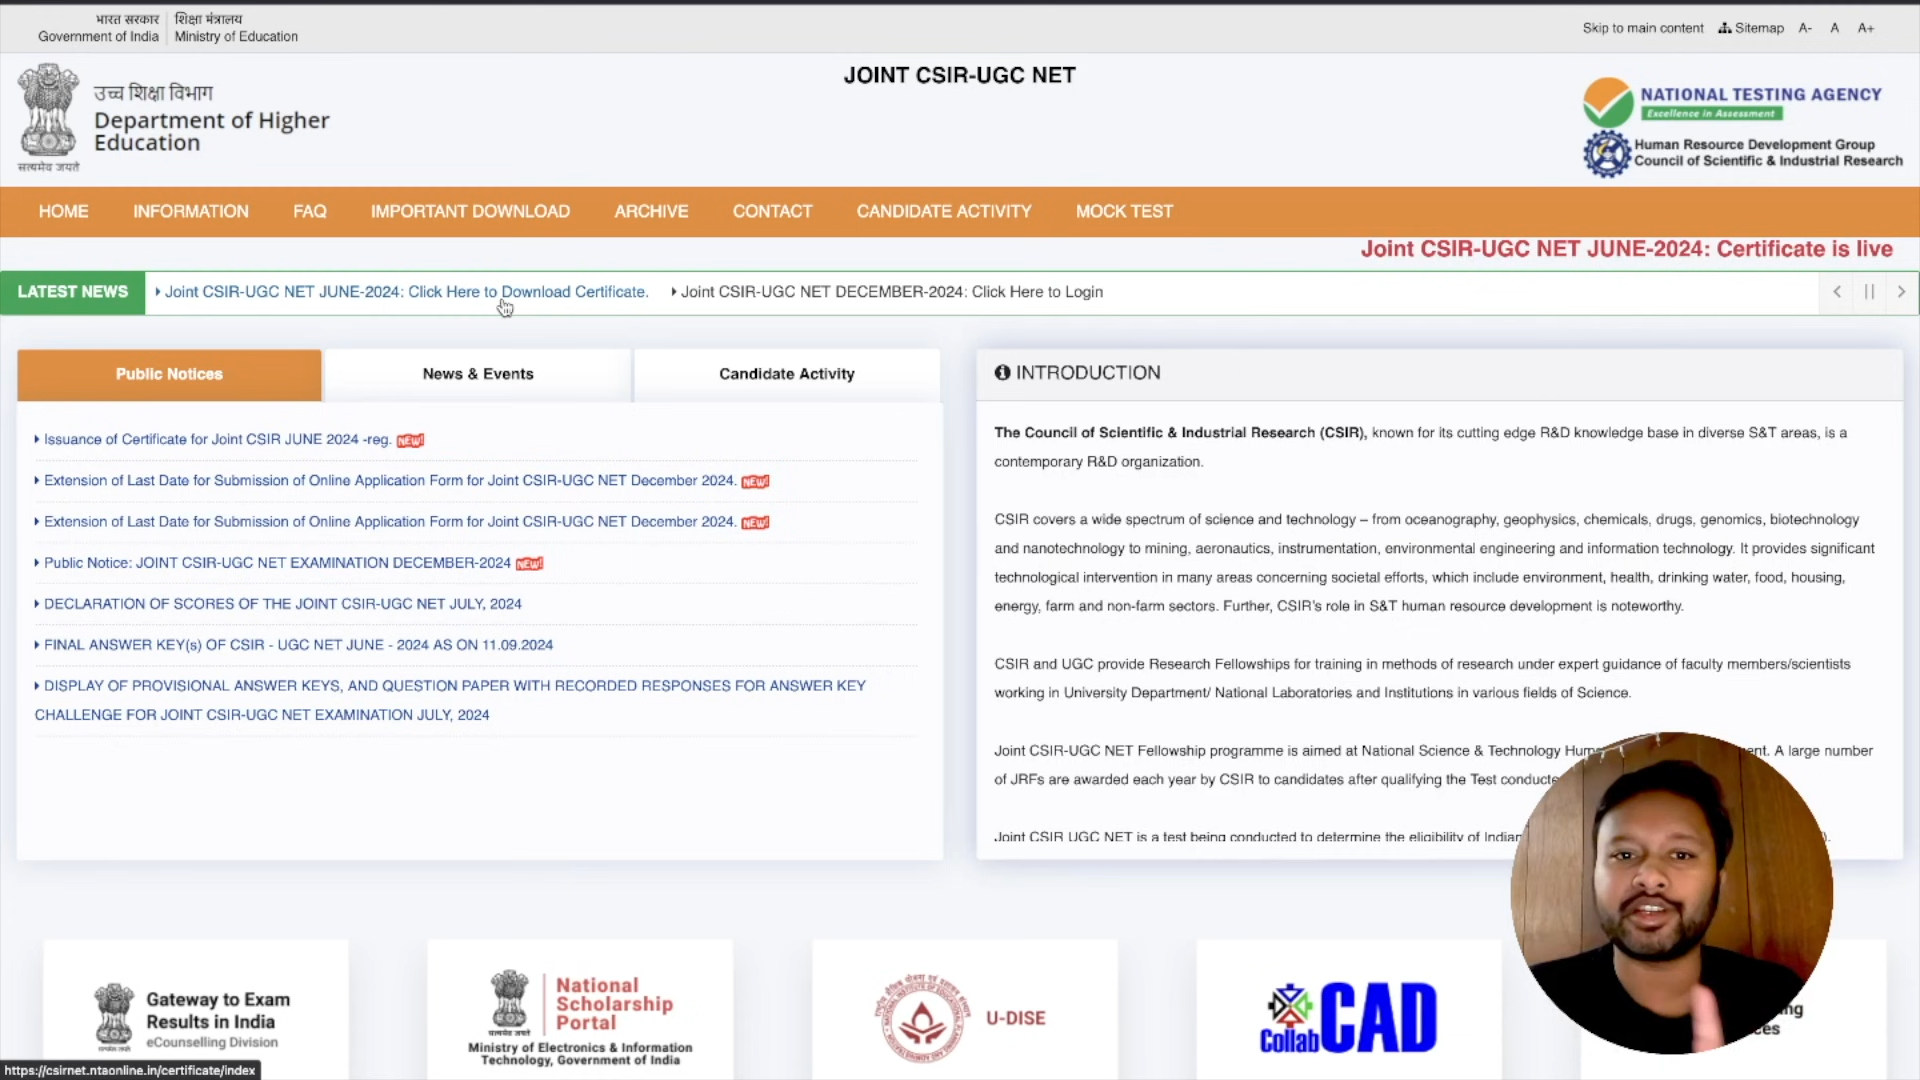 भारत सरकार शिक्षा मंत्रालय
Government of India Ministry of Education
Skip to main content Sitemap A- A A+
JOINT CSIR-UGC NET
उच्च शिक्षा विभाग
Department of Higher
Education
सत्यमेव जयते
NATIONAL TESTING AGENCY
Excellence in Assessment
Human Resource Development Group
Council of Scientific & Industrial Research
HOME INFORMATION FAQ IMPORTANT DOWNLOAD ARCHIVE CONTACT CANDIDATE ACTIVITY MOCK TEST
Joint CSIR-UGC NET JUNE-2024: Certificate is live
LATEST NEWS Joint CSIR-UGC NET JUNE-2024: Click Here to Download Certificate. Joint CSIR-UGC NET DECEMBER-2024: Click Here to Login
Public Notices News & Events Candidate Activity
Issuance of Certificate for Joint CSIR JUNE 2024 -reg. NEW!
Extension of Last Date for Submission of Online Application Form for Joint CSIR-UGC NET December 2024. NEW!
Extension of Last Date for Submission of Online Application Form for Joint CSIR-UGC NET December 2024. NEW!
Public Notice: JOINT CSIR-UGC NET EXAMINATION DECEMBER-2024 NEW!
DECLARATION OF SCORES OF THE JOINT CSIR-UGC NET JULY, 2024
FINAL ANSWER KEY(s) OF CSIR - UGC NET JUNE - 2024 AS ON 11.09.2024
DISPLAY OF PROVISIONAL ANSWER KEYS, AND QUESTION PAPER WITH RECORDED RESPONSES FOR ANSWER KEY
CHALLENGE FOR JOINT CSIR-UGC NET EXAMINATION JULY, 2024
INTRODUCTION
The Council of Scientific & Industrial Research (CSIR), known for its cutting edge R&D knowledge base in diverse S&T areas, is a
contemporary R&D organization.
CSIR covers a wide spectrum of science and technology – from oceanography, geophysics, chemicals, drugs, genomics, biotechnology
and nanotechnology to mining, aeronautics, instrumentation, environmental engineering and information technology. It provides significant
technological intervention in many areas concerning societal efforts, which include environment, health, drinking water, food, housing,
energy, farm and non-farm sectors. Further, CSIR's role in S&T human resource development is noteworthy.
CSIR and UGC provide Research Fellowships for training in methods of research under expert guidance of faculty members/scientists
working in University Department/ National Laboratories and Institutions in various fields of Science.
Joint CSIR-UGC NET Fellowship programme is aimed at National Science & Technology A large number
of JRFs are awarded each year by CSIR to candidates after qualifying the Test
Joint CSIR UGC NET is a test being conducted to determine the eligibility of
Gateway to Exam
Results in India
eCounselling Division
सत्यमेव जयते
National
Scholarship
Portal
Ministry of Electronics & Information
Technology, Government of India
U-DISE
CollabCAD
https://csirnet.ntaonline.in/certificate/index